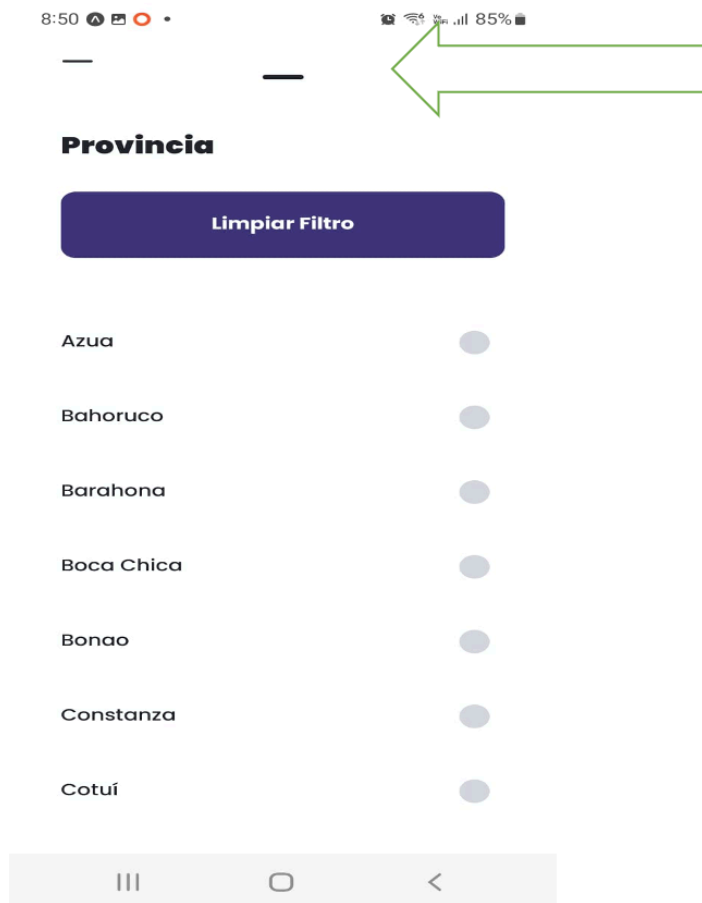 8:50 85%
Provincia
Limpiar Filtro
Azua
Bahoruco
Barahona
Boca Chica
Bonao
Constanza
Cotuí